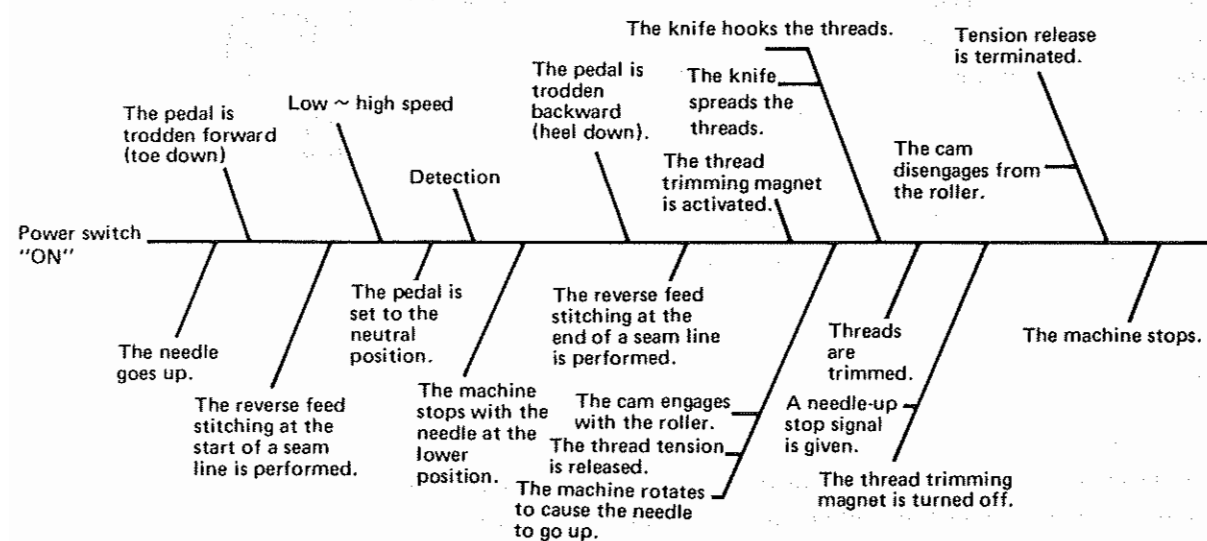 Power switch
"ON"
The needle
goes up.
The pedal is
trodden forward
(toe down)
The reverse feed
stitching at the
start of a seam
line is performed.
Low ~ high speed
The pedal is
set to the
neutral
position.
Detection
The machine
stops with the
needle at the
lower
position.
The pedal is
trodden
backward
(heel down).
The reverse feed
stitching at the
end of a seam line
is performed.
The thread
trimming magnet
is activated.
The cam engages
with the roller.
The thread tension
is released.
The machine rotates
to cause the needle
to go up.
The knife hooks the threads.
The knife
spreads the
threads.
Threads
are
trimmed.
A needle-up
stop signal
is given.
The thread trimming
magnet is turned off.
Tension release
is terminated.
The cam
disengages from
the roller.
The machine stops.